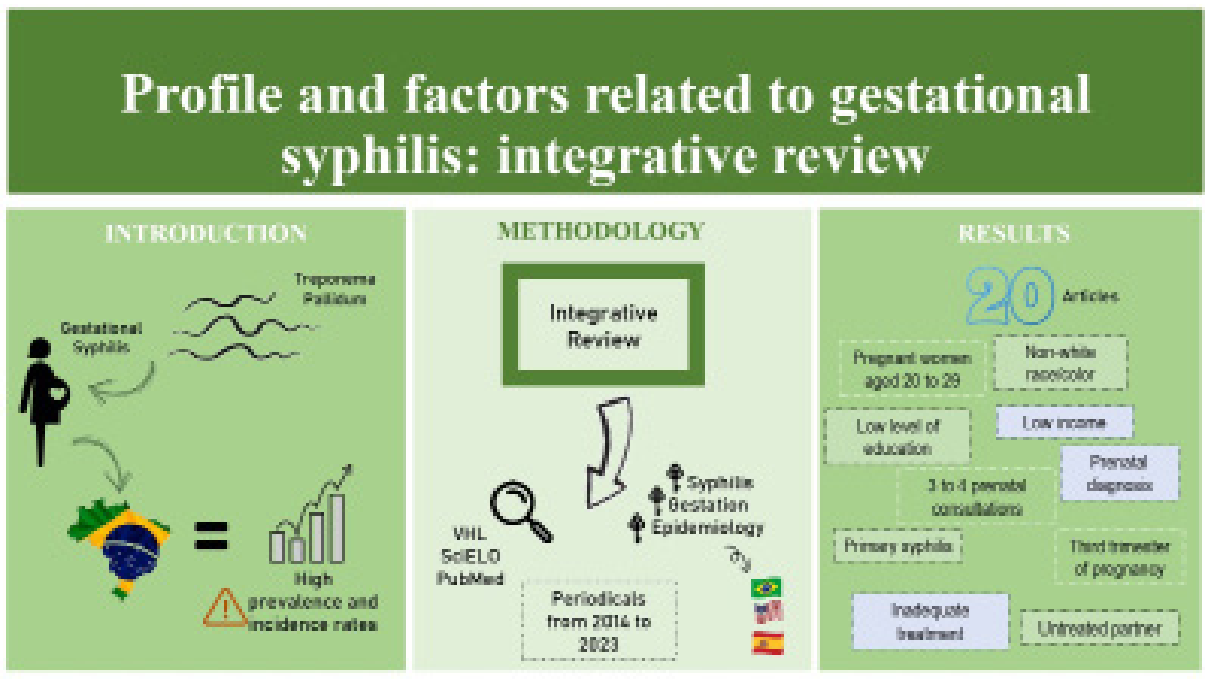 Profile and factors related to gestational
syphilis: integrative review
INTRODUCTION
Treponema
Pallidum
Gestational
Syphilis
=
High
prevalence and
incidence rates
METHODOLOGY
Integrative
Review
VHL
SciELO
PubMed
Syphilis
Gestation
Epidemiology
Periodicals
from 2014 to
2023
RESULTS
20 Articles
Pregnant women
aged 20 to 29
Non-white
race/color
Low level of
education
Low income
Prenatal
diagnosis
3 to 4 prenatal
consultations
Primary syphilis
Third trimester
of pregnancy
Inadequate
treatment
Untreated partner